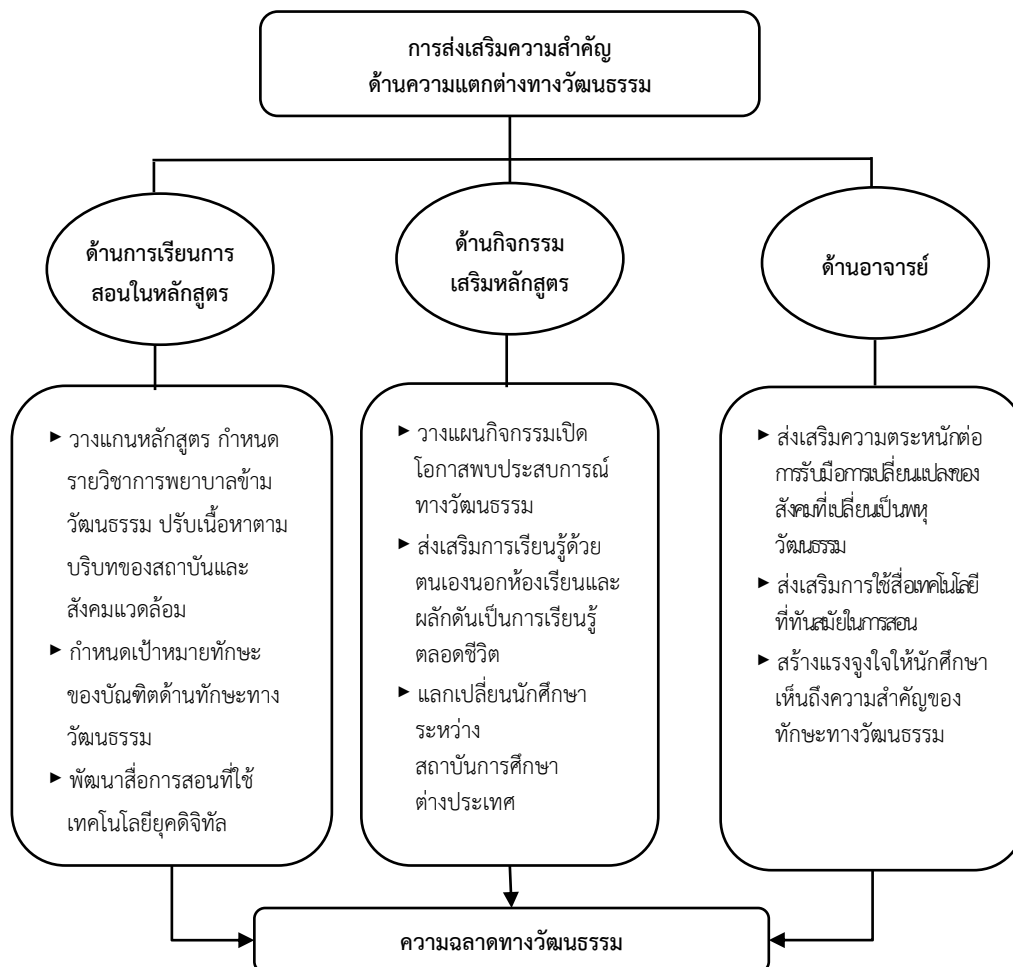 การส่งเสริมความสำคัญ
ด้านความแตกต่างทางวัฒนธรรม
ด้านการเรียนการ
สอนในหลักสูตร
ด้านกิจกรรม
เสริมหลักสูตร
ด้านอาจารย์
▸ วางแกนหลักสูตร กำหนด
รายวิชาการพยาบาลข้าม
วัฒนธรรม ปรับเนื้อหาตาม
บริบทของสถาบันและ
สังคมแวดล้อม
▸ กำหนดเป้าหมายทักษะ
ของบัณฑิตด้านทักษะทาง
วัฒนธรรม
▸ พัฒนาสื่อการสอนที่ใช้
เทคโนโลยียุคดิจิทัล
▸ วางแผนกิจกรรมเปิด
โอกาสพบประสบการณ์
ทางวัฒนธรรม
▸ ส่งเสริมการเรียนรู้ด้วย
ตนเองนอกห้องเรียนและ
ผลักดันเป็นการเรียนรู้
ตลอดชีวิต
▸ แลกเปลี่ยนนักศึกษา
ระหว่าง
สถาบันการศึกษา
ต่างประเทศ
▸ ส่งเสริมความตระหนักต่อ
การรับมือการเปลี่ยนแปลงของ
สังคมที่เปลี่ยนเป็นพหุ
วัฒนธรรม
▸ ส่งเสริมการใช้สื่อเทคโนโลยี
ที่ทันสมัยในการสอน
▸ สร้างแรงจูงใจให้นักศึกษา
เห็นถึงความสำคัญของ
ทักษะทางวัฒนธรรม
ความฉลาดทางวัฒนธรรม